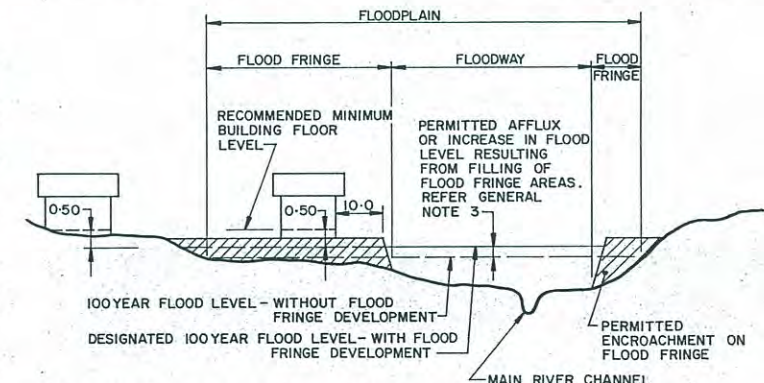 FLOODPLAIN
FLOOD FRINGE
FLOODWAY
FLOOD
FRINGE
RECOMMENDED MINIMUM
BUILDING FLOOR
LEVEL
PERMITTED AFFLUX
OR INCREASE IN FLOOD
LEVEL RESULTING
FROM FILLING OF
FLOOD FRINGE AREAS.
REFER GENERAL
NOTE 3
0·50
0·50
10·0
100 YEAR FLOOD LEVEL – WITHOUT FLOOD
FRINGE DEVELOPMENT
DESIGNATED 100 YEAR FLOOD LEVEL – WITH FLOOD
FRINGE DEVELOPMENT
PERMITTED
ENCROACHMENT ON
FLOOD FRINGE
MAIN RIVER CHANNEL